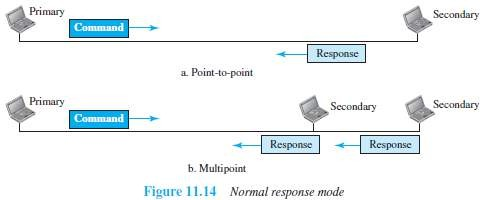 Primary
Secondary
Command
Response
a. Point-to-point
Primary
Secondary
Secondary
Command
Response
Response
b. Multipoint
Figure 11.14 Normal response mode